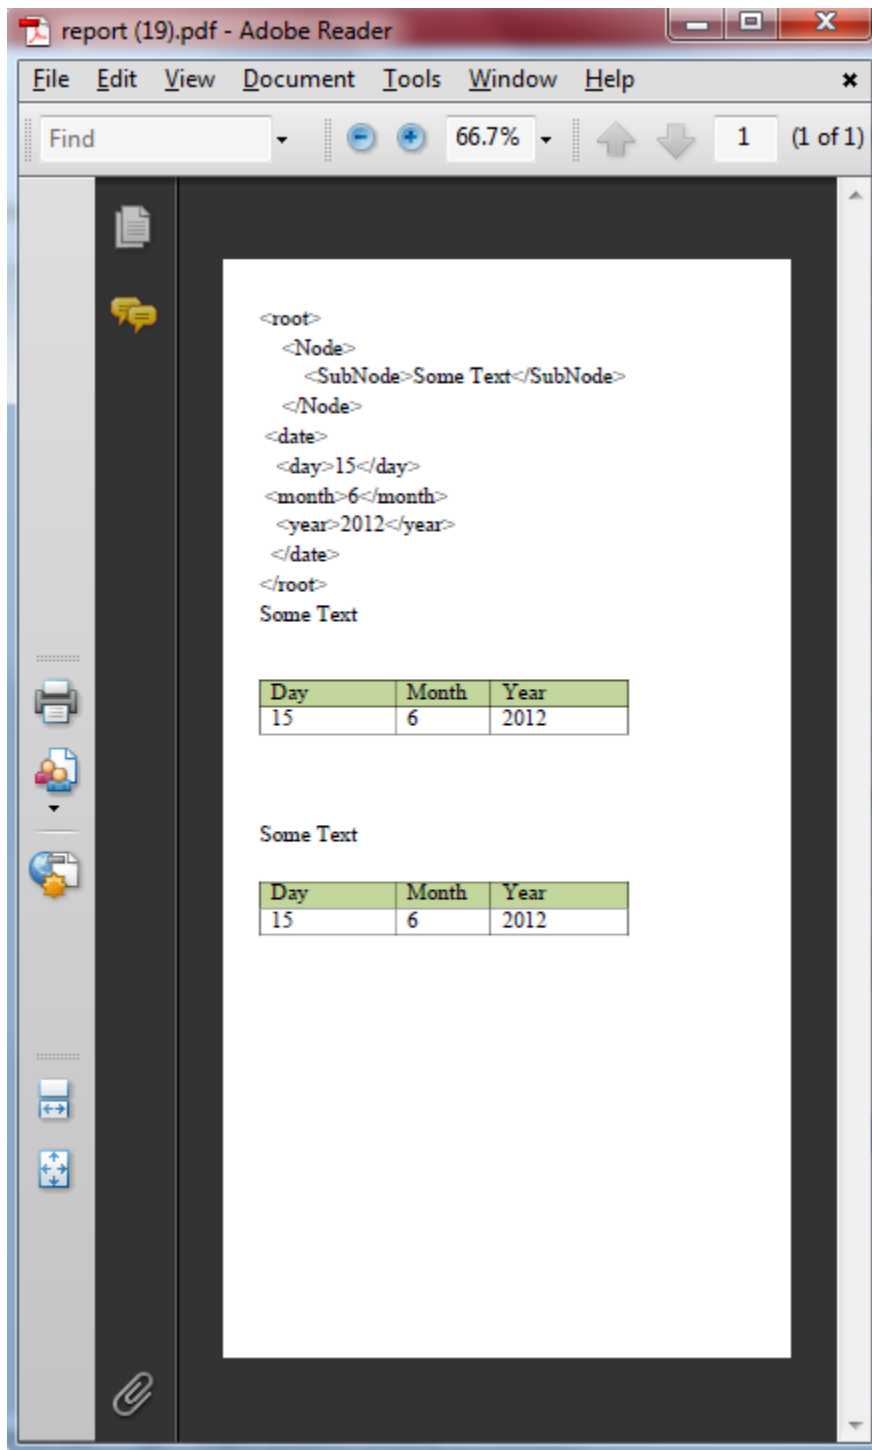 report (19).pdf - Adobe Reader
File Edit View Document Tools Window Help
Find 66.7% 1 (1 of 1)
<root>
<Node>
<SubNode>Some Text</SubNode>
</Node>
<date>
<day>15</day>
<month>6</month>
<year>2012</year>
</date>
</root>
Some Text
Day Month Year
15 6 2012
Some Text
Day Month Year
15 6 2012